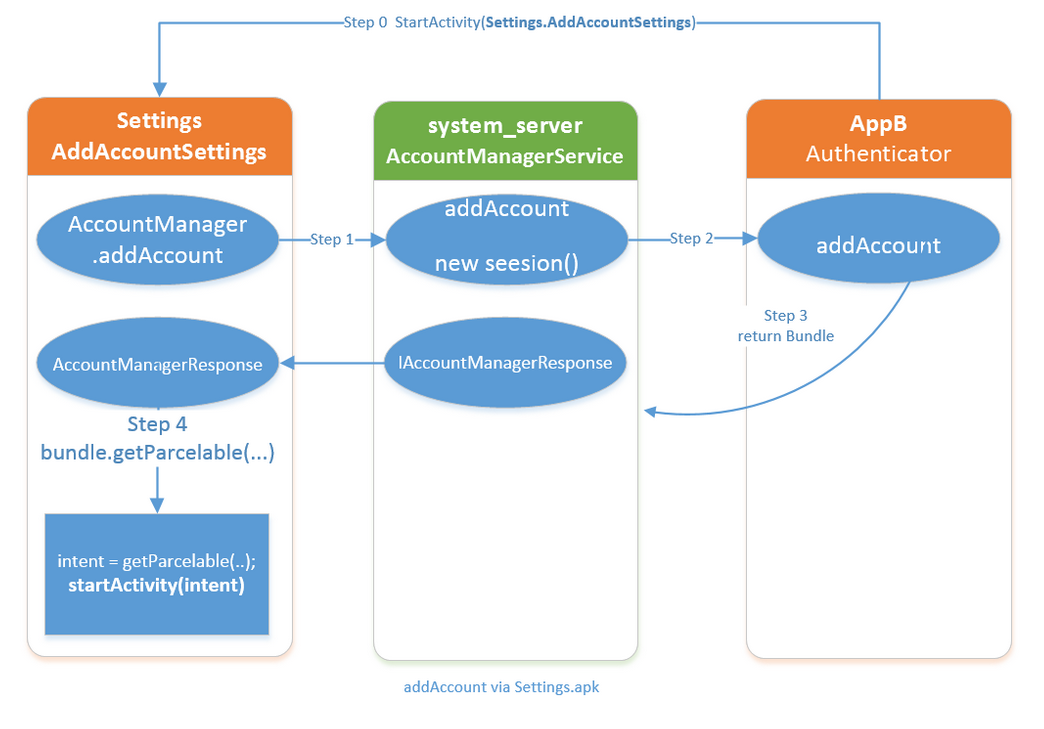 Step 0  StartActivity(Settings.AddAccountSettings)
Settings
AddAccountSettings
system_server
AccountManagerService
AppB
Authenticator
AccountManager
.addAccount
Step 1
addAccount
new seesion()
Step 2
addAccount
Step 3
return Bundle
AccountManagerResponse
IAccountManagerResponse
Step 4
bundle.getParcelable(...)
intent = getParcelable(..);
startActivity(intent)
addAccount via Settings.apk